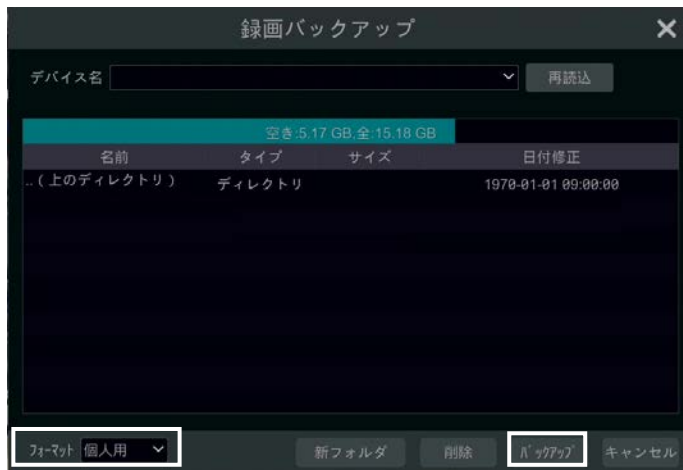 録画バックアップ
デバイス名 再読込
空き:5.17 GB,全:15.18 GB
名前 タイプ サイズ 日付修正
..(上のディレクトリ) ディレクトリ 1970-01-01 09:00:00
フォーマット 個人用 新フォルダ 削除 バックアップ キャンセル